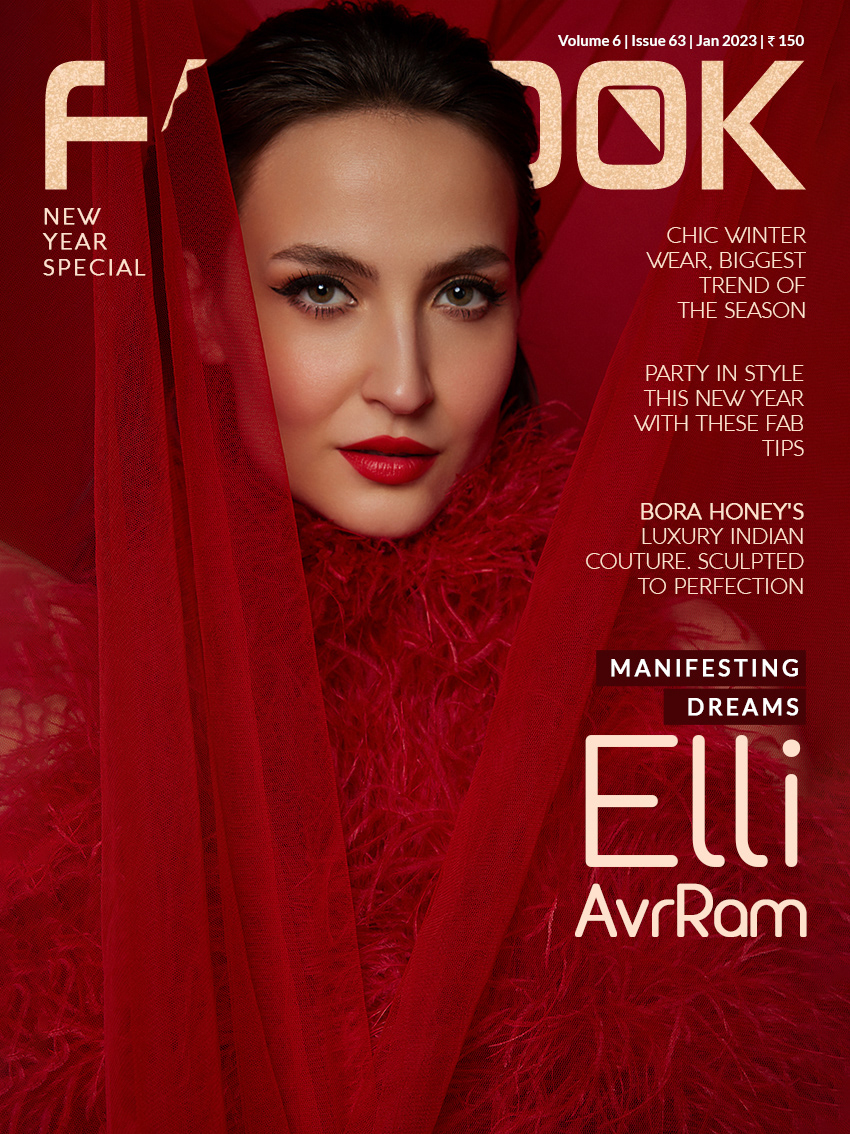 Volume 6 | Issue 63 | Jan 2023 | ₹ 150
FA OOK
NEW
YEAR
SPECIAL
CHIC WINTER
WEAR, BIGGEST
TREND OF
THE SEASON
PARTY IN STYLE
THIS NEW YEAR
WITH THESE FAB
TIPS
BORA HONEY'S
LUXURY INDIAN
COUTURE. SCULPTED
TO PERFECTION
MANIFESTING
DREAMS
Elli
AvrRam